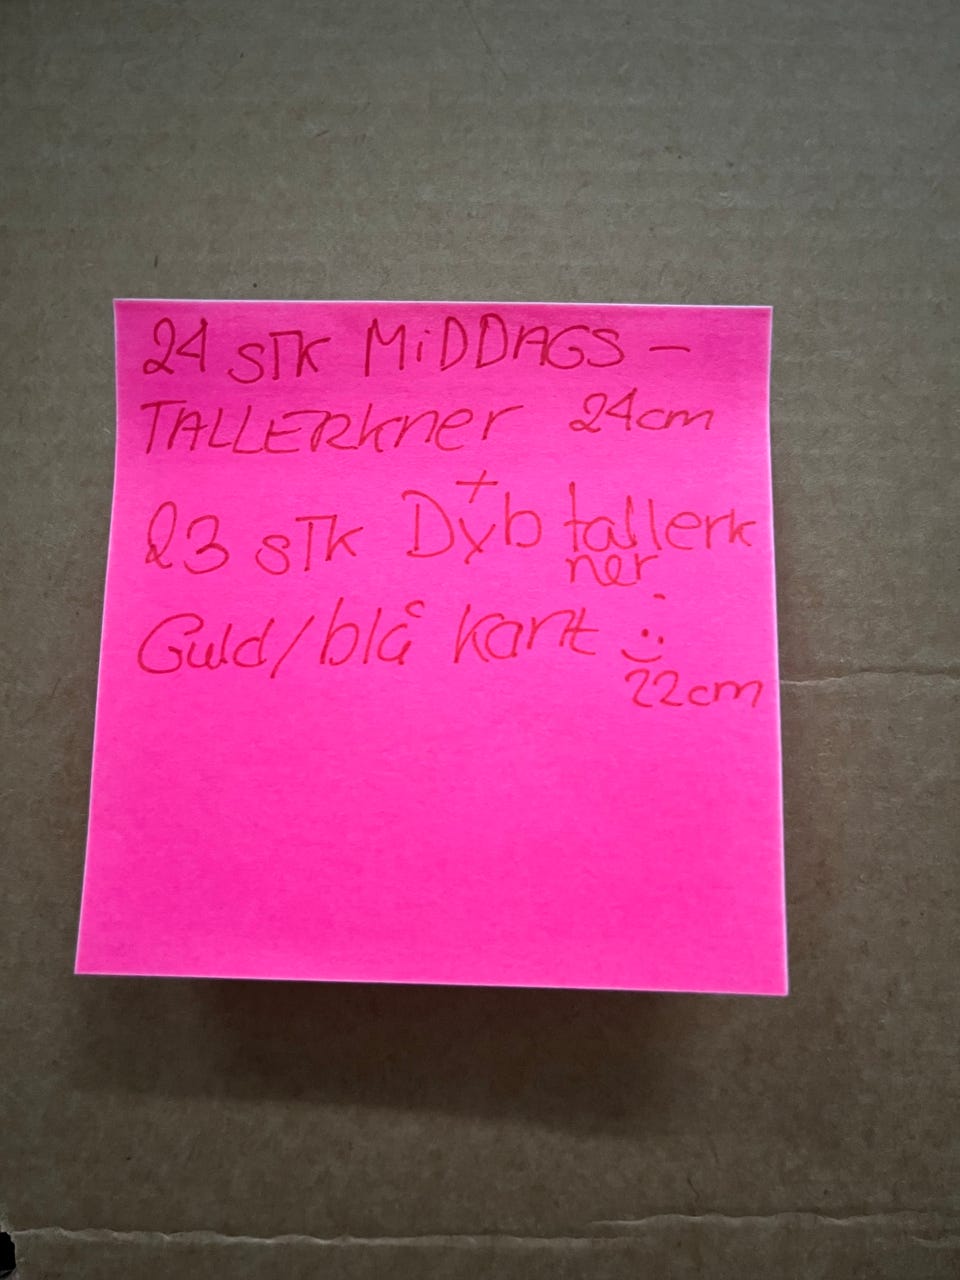 24 STK MiDDAGS -
TALLERkner 24cm
+
23 STK Dyb tallerk
ner
Guld/blå kant :)
22cm